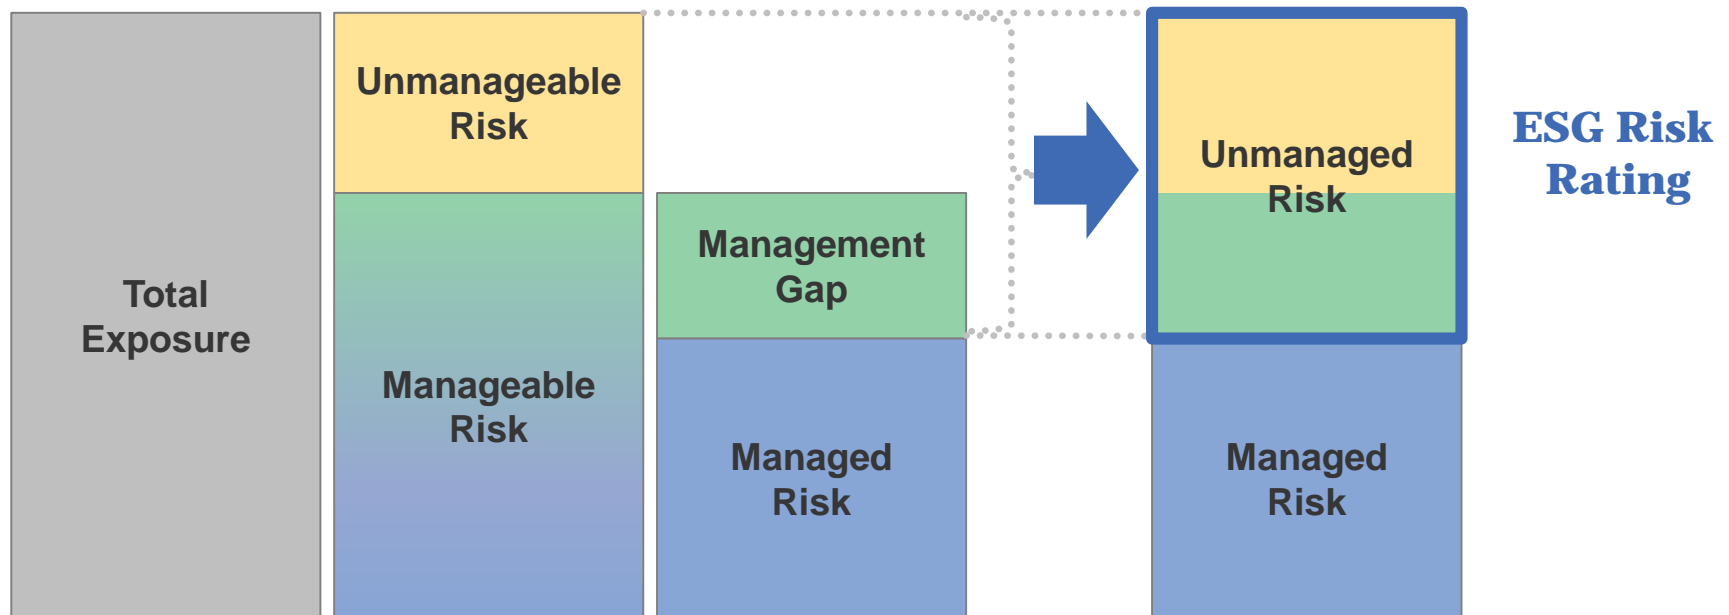 Total
Exposure
Unmanageable
Risk
Manageable
Risk
Management
Gap
Managed
Risk
Unmanaged
Risk
Managed
Risk
ESG Risk
Rating